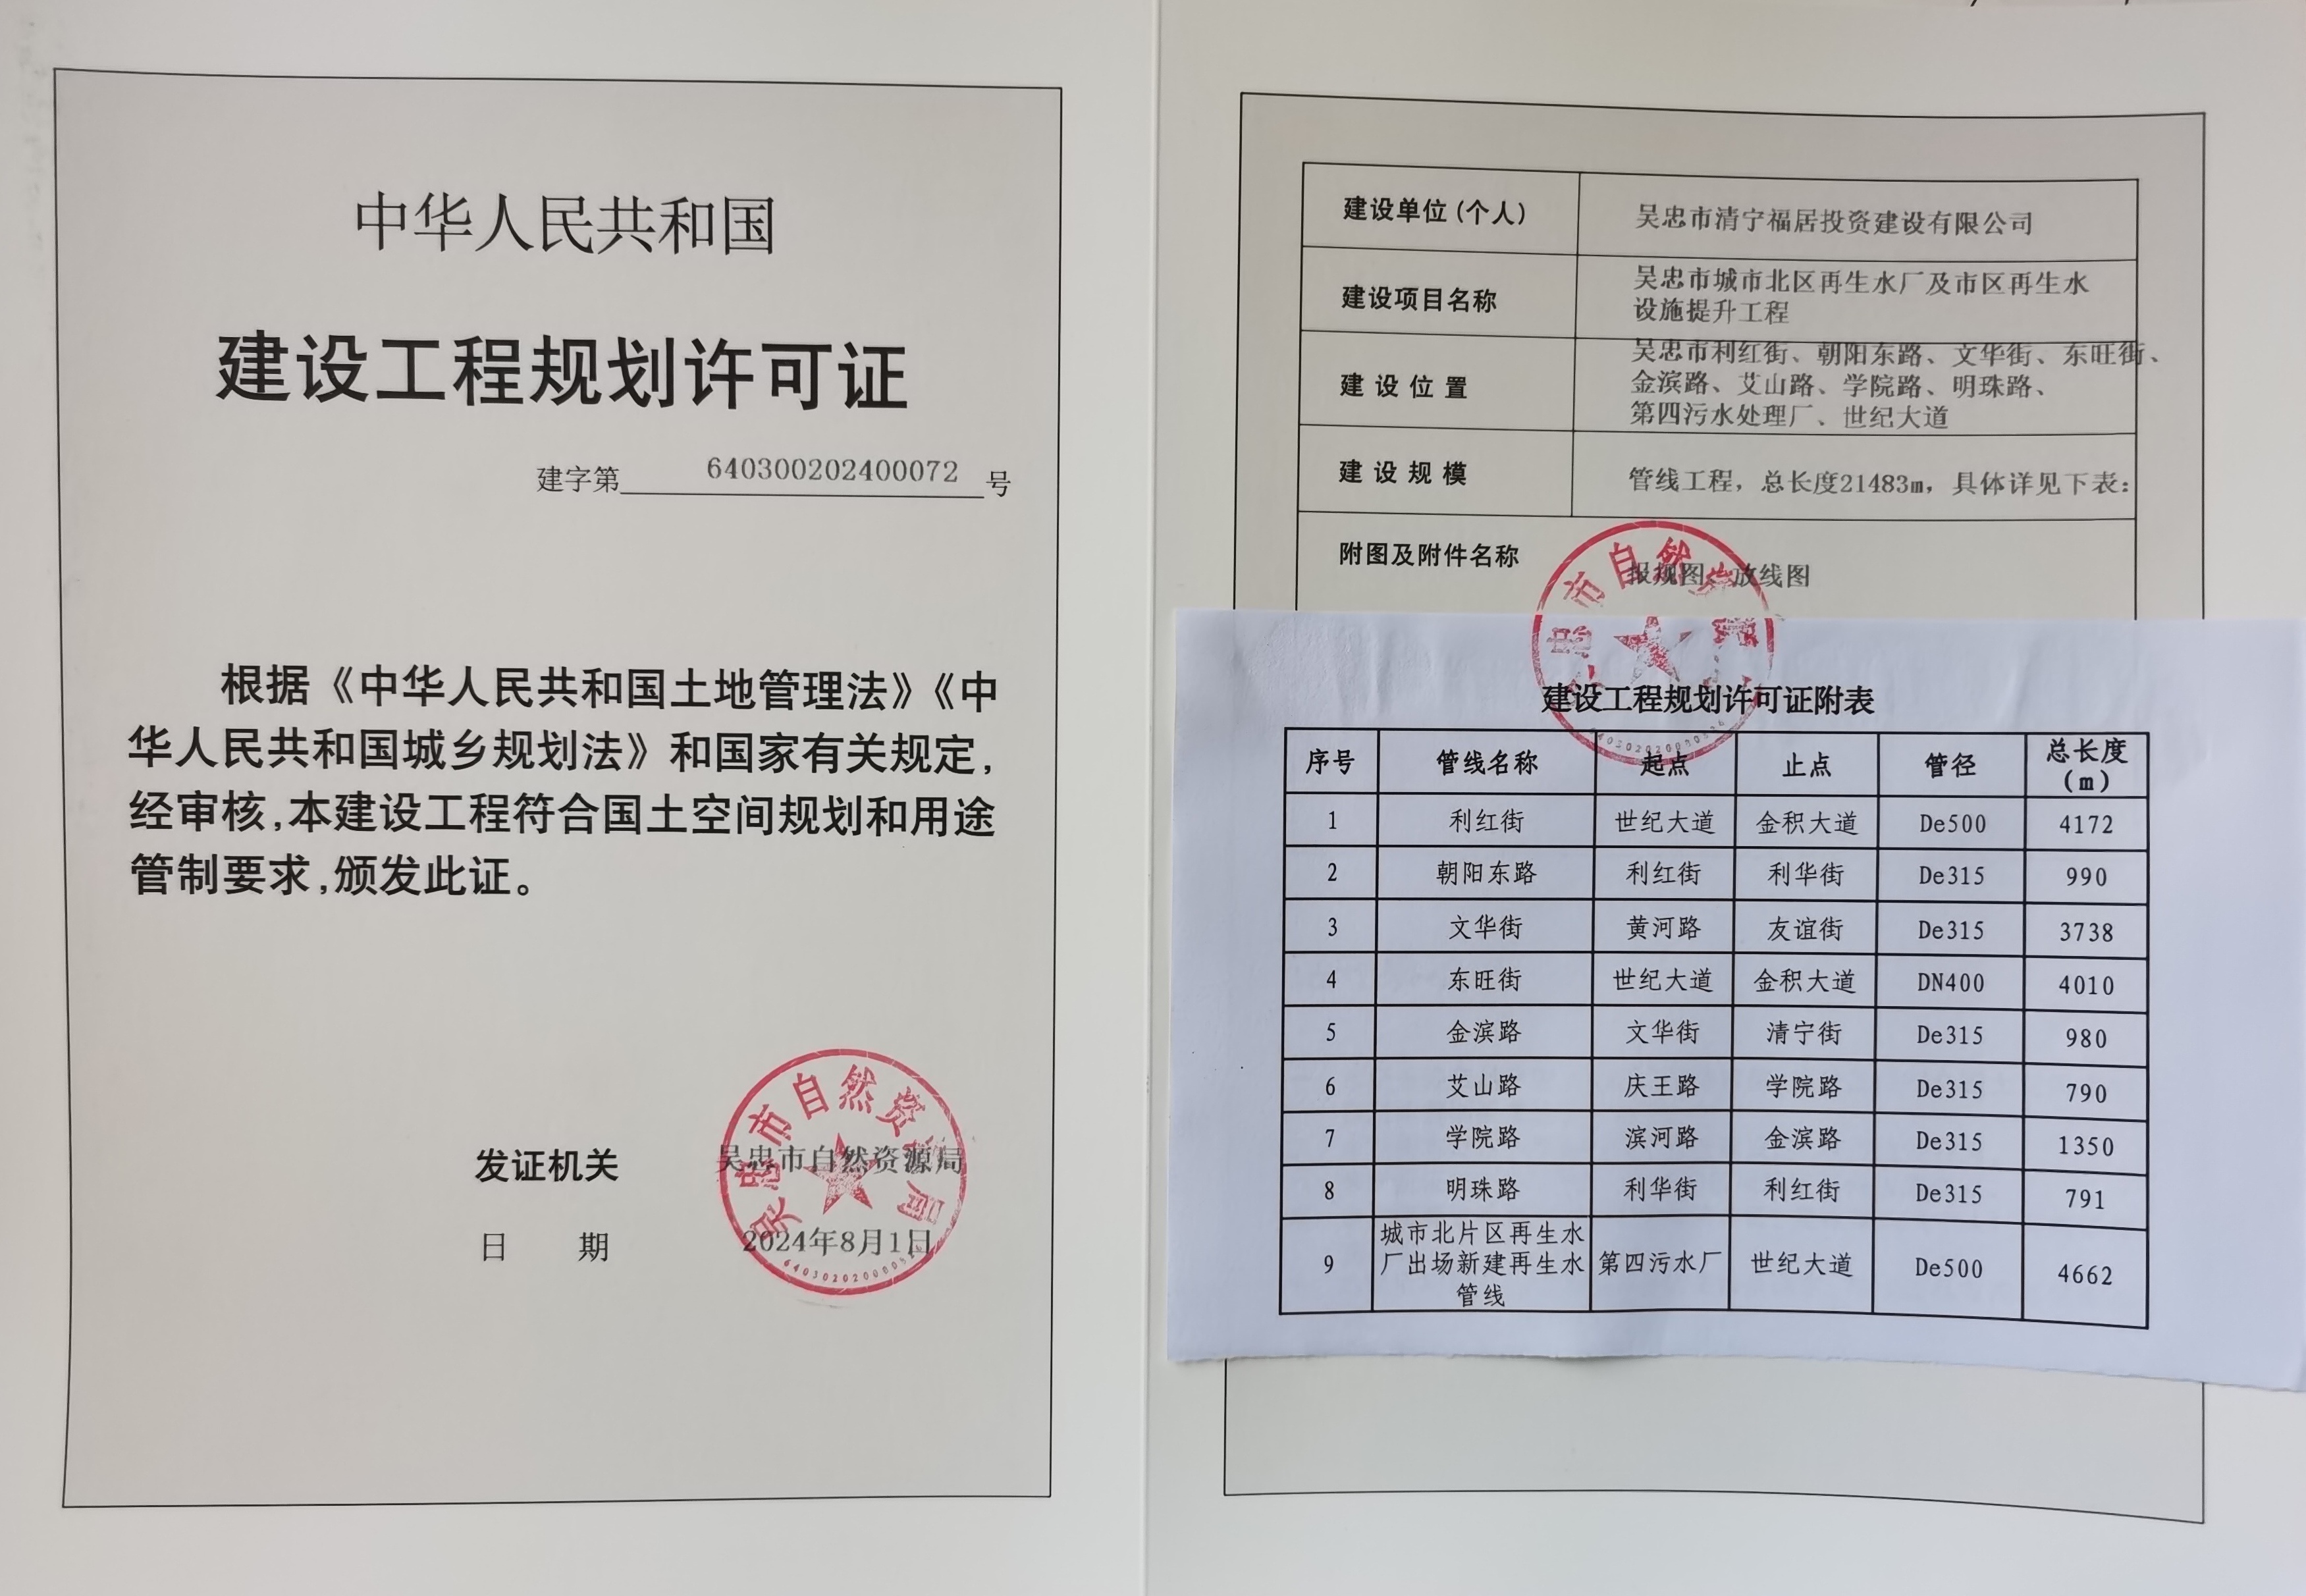 中华人民共和国
建设工程规划许可证
建字第 640300202400072 号
根据《中华人民共和国土地管理法》《中
华人民共和国城乡规划法》和国家有关规定,
经审核,本建设工程符合国土空间规划和用途
管制要求,颁发此证。
发证机关 吴忠市自然资源局
日 期 2024年8月1日
吴忠市自然资源局
建设单位(个人) 吴忠市清宁福居投资建设有限公司
建设项目名称 吴忠市城市北区再生水厂及市区再生水
设施提升工程
建设位置 吴忠市利红街、朝阳东路、文华街、东旺街、
金滨路、艾山路、学院路、明珠路、
第四污水处理厂、世纪大道
建设规模 管线工程，总长度21483m，具体详见下表：
附图及附件名称 报规图、放线图
建设工程规划许可证附表
序号 管线名称 起点 止点 管径 总长度
(m)
1 利红街 世纪大道 金积大道 De500 4172
2 朝阳东路 利红街 利华街 De315 990
3 文华街 黄河路 友谊街 De315 3738
4 东旺街 世纪大道 金积大道 DN400 4010
5 金滨路 文华街 清宁街 De315 980
6 艾山路 庆王路 学院路 De315 790
7 学院路 滨河路 金滨路 De315 1350
8 明珠路 利华街 利红街 De315 791
城市北片区再生水
9 厂出场新建再生水 第四污水厂 世纪大道 De500 4662
管线